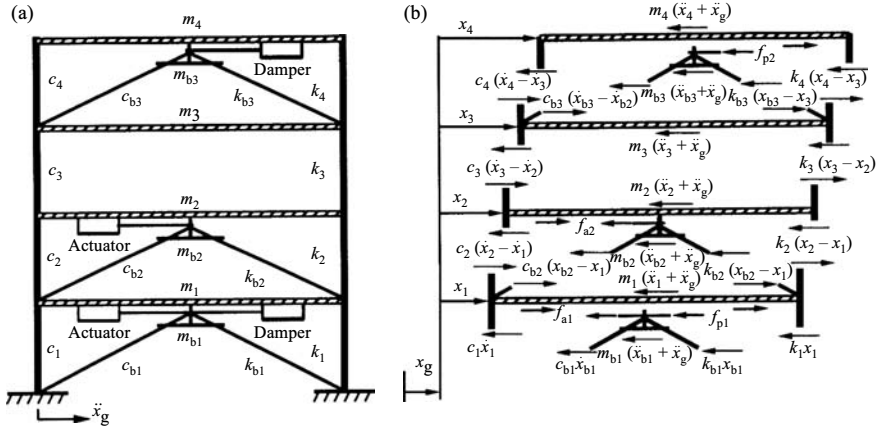 (a)
m4
c4
mb3
Damper
cb3
kb3
k4
m3
c3
k3
m2
Actuator
mb2
c2
cb2
kb2
k2
m1
Actuator
mb1
Damper
c1
cb1
kb1
k1
ẍg
(b)
m4 (ẍ4 + ẍg)
x4
fp2
c4 (ẋ4 − ẋ3)
mb3 (ẍb3+ẍg)
k4 (x4 − x3)
cb3 (ẋb3 − ẋb2)
kb3 (xb3 − ẋ3)
x3
m3 (ẍ3 + ẍg)
c3 (ẋ3 − ẋ2)
k3 (x3 − x2)
m2 (ẍ2 + ẍg)
x2
fa2
c2 (ẋ2 − ẋ1)
mb2 (ẍb2 + ẍg)
k2 (x2 − x1)
cb2 (xb2 − x1)
m1 (ẍ1 + ẍg)
kb2 (xb2 − x1)
x1
fa1
fp1
c1ẋ1
mb1 (ẍb1 + ẍg)
k1x1
xg
cb1ẋb1
kb1xb1